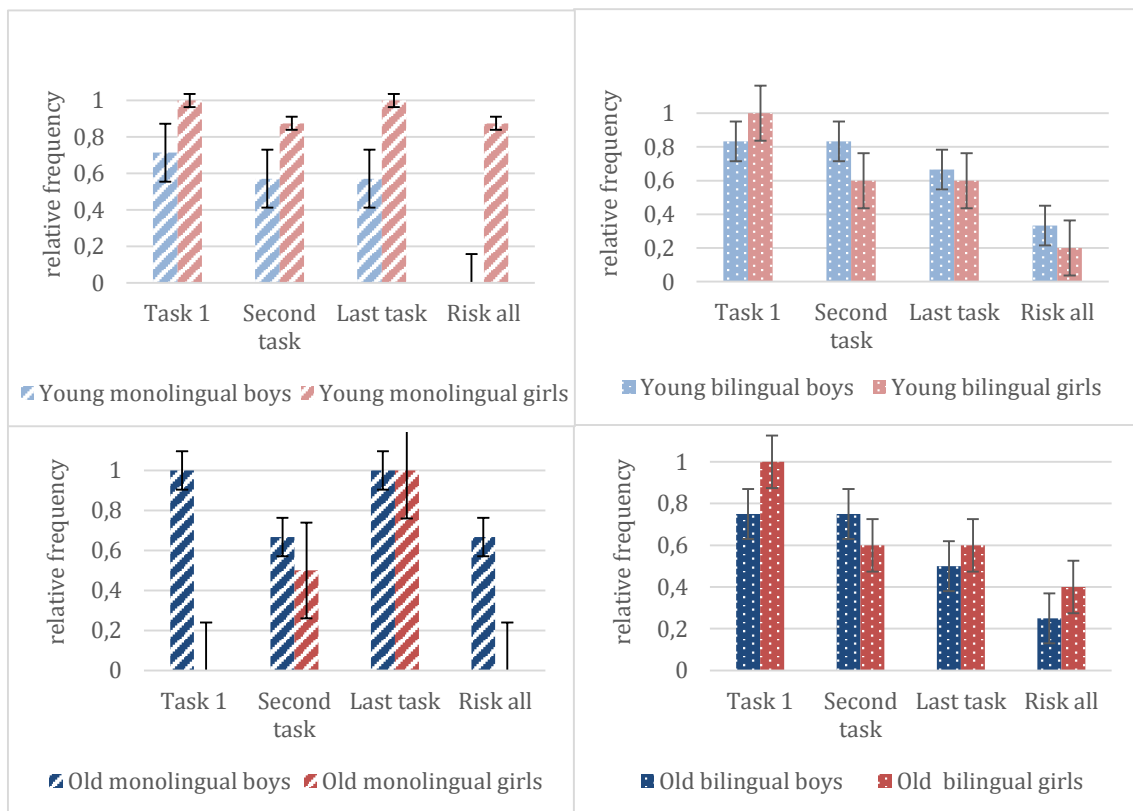 relative frequency
1
0,8
0,6
0,4
0,2
0
Task 1 Second task Last task Risk all
Young monolingual boys Young monolingual girls
relative frequency
1
0,8
0,6
0,4
0,2
0
Task 1 Second task Last task Risk all
Young bilingual boys Young bilingual girls
relative frequency
1
0,8
0,6
0,4
0,2
0
Task 1 Second task Last task Risk all
Old monolingual boys Old monolingual girls
relative frequency
1
0,8
0,6
0,4
0,2
0
Task 1 Second task Last task Risk all
Old bilingual boys Old bilingual girls